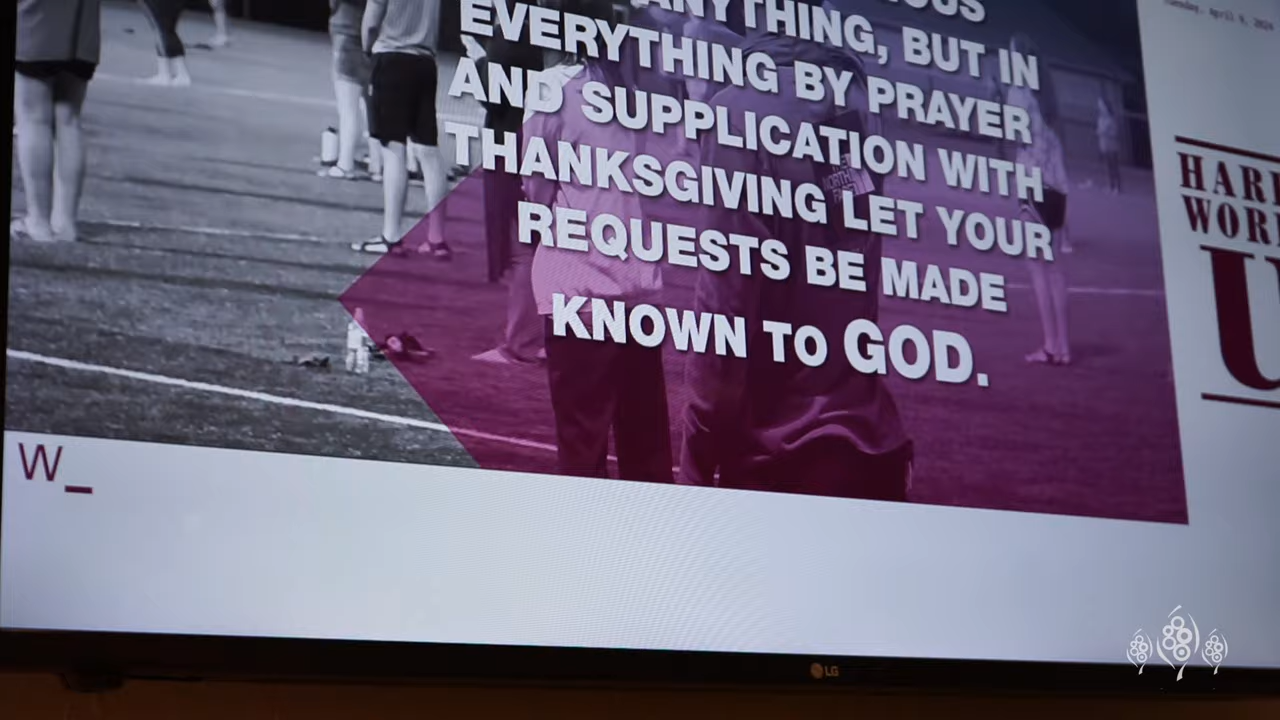 ANYTHING, BUT IN
EVERYTHING BY PRAYER
AND SUPPLICATION WITH
THANKSGIVING LET YOUR
REQUESTS BE MADE
KNOWN TO GOD.
W_
LG